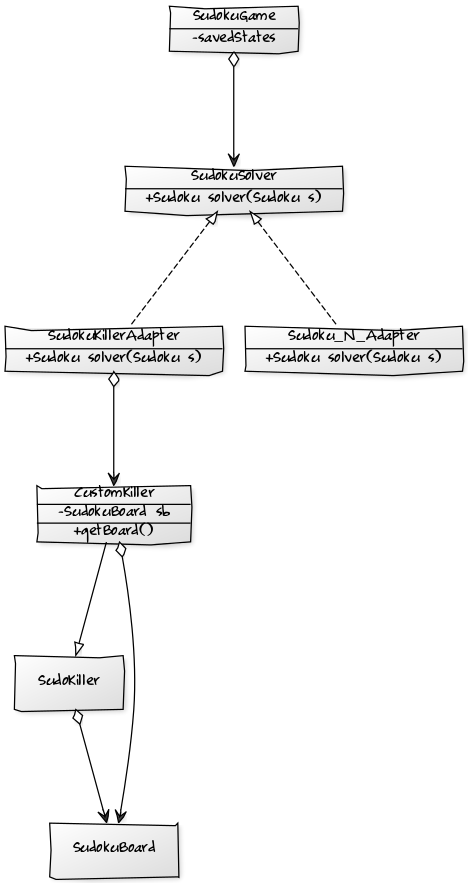 SudokuGame
-savedStates
SudokuSolver
+Sudoku solver(Sudoku s)
SudokuKillerAdapter
+Sudoku solver(Sudoku s)
Sudoku_N_Adapter
+Sudoku solver(Sudoku s)
CustomKiller
-SudokuBoard sb
+getBoard()
SudoKiller
SudokuBoard